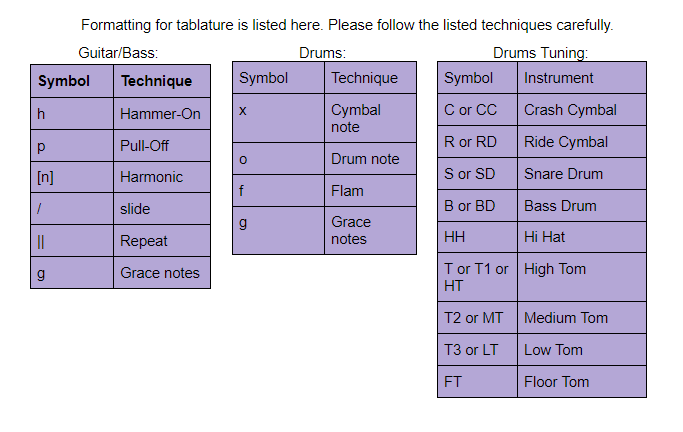 Formatting for tablature is listed here. Please follow the listed techniques carefully.
Guitar/Bass:
Symbol Technique
h Hammer-On
p Pull-Off
[n] Harmonic
/ slide
|| Repeat
g Grace notes
Drums:
Symbol Technique
x Cymbal
note
o Drum note
f Flam
g Grace
notes
Drums Tuning:
Symbol Instrument
C or CC Crash Cymbal
R or RD Ride Cymbal
S or SD Snare Drum
B or BD Bass Drum
HH Hi Hat
T or T1 or High Tom
HT
T2 or MT Medium Tom
T3 or LT Low Tom
FT Floor Tom